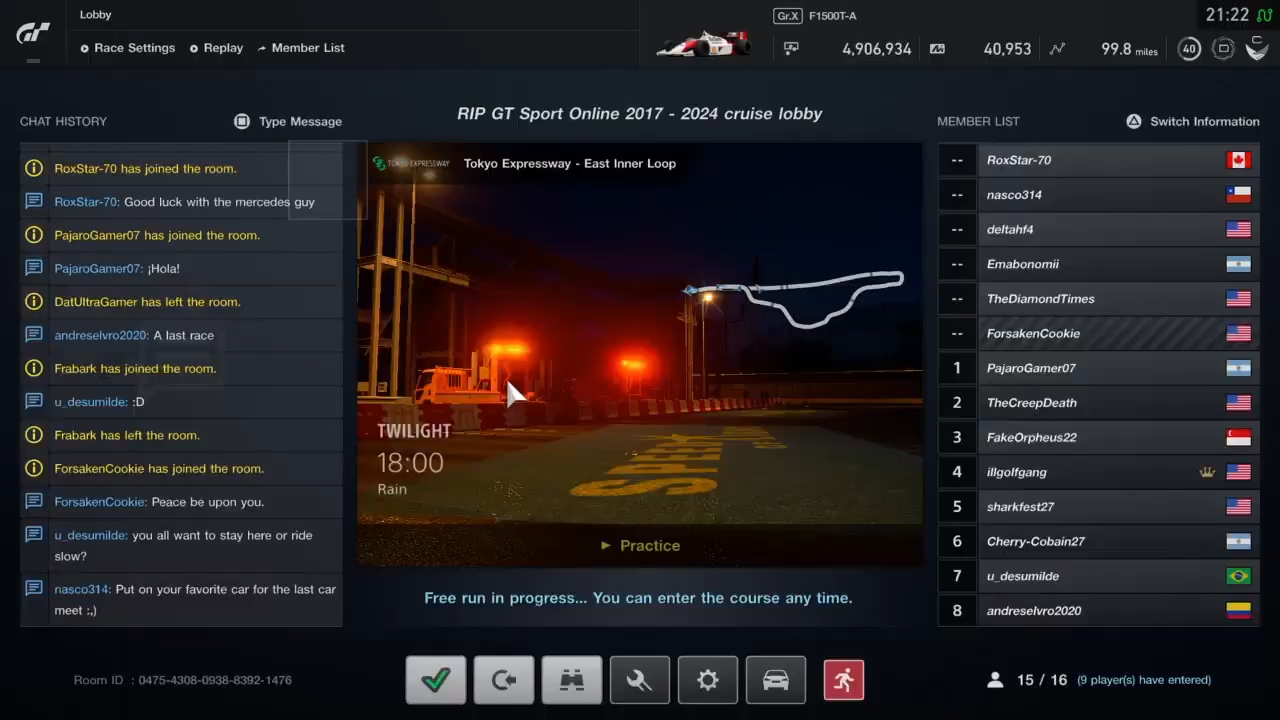 Lobby
Gr.X F1500T-A
21:22
Race Settings
Replay
Member List
4,906,934
40,953
99.8 miles
40
C
CHAT HISTORY
Type Message
RIP GT Sport Online 2017 - 2024 cruise lobby
MEMBER LIST
Switch Information
RoxStar-70 has joined the room.
RoxStar-70: Good luck with the mercedes guy
PajaroGamer07 has joined the room.
PajaroGamer07: ¡Hola!
DatUltraGamer has left the room.
andreselvro2020: A last race
Frabark has joined the room.
u_desumilde: :D
Frabark has left the room.
ForsakenCookie has joined the room.
ForsakenCookie: Peace be upon you.
u_desumilde: you all want to stay here or ride
slow?
nasco314: Put on your favorite car for the last car
meet :,)
TOKYO EXPRESSWAY
Tokyo Expressway - East Inner Loop
TWILIGHT
18:00
Rain
Practice
Free run in progress... You can enter the course any time.
-- RoxStar-70
-- nasco314
-- deltahf4
-- Emabonomii
-- TheDiamondTimes
-- ForsakenCookie
1 PajaroGamer07
2 TheCreepDeath
3 FakeOrpheus22
4 illgolfgang
5 sharkfest27
6 Cherry-Cobain27
7 u_desumilde
8 andreselvro2020
Room ID : 0475-4308-0938-8392-1476
15 / 16 (9 player(s) have entered)